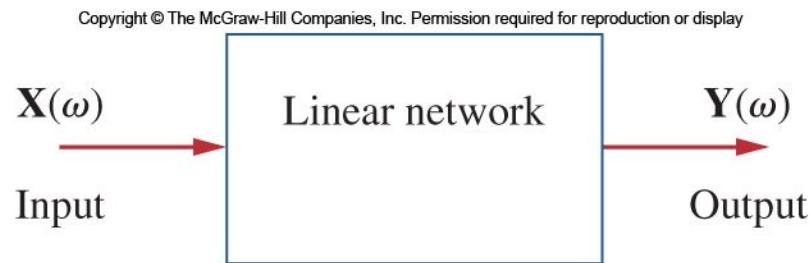 Copyright © The McGraw-Hill Companies, Inc. Permission required for reproduction or display
X(ω) Linear network Y(ω)
Input Output